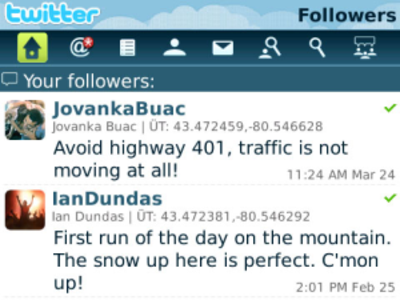 twitter
Followers
Your followers:
JovankaBuac
Jovanka Buac | ÜT: 43.472459,-80.546628
Avoid highway 401, traffic is not
moving at all!
11:24 AM Mar 24
IanDundas
Ian Dundas | ÜT: 43.472381,-80.546292
First run of the day on the mountain.
The snow up here is perfect. C'mon
up!
2:01 PM Feb 25